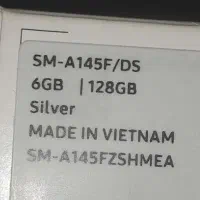 SM-A145F/DS
6GB | 128GB
Silver
MADE IN VIETNAM
SM-A145FZSHMEA